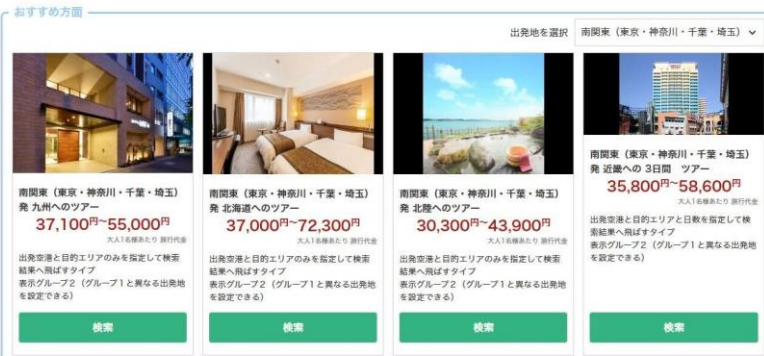 おすすめ方面
出発地を選択 南関東（東京・神奈川・千葉・埼玉）
南関東（東京・神奈川・千葉・埼玉）
発 九州へのツアー
37,100円~55,000円
大人1名様あたり 旅行代金
出発空港と目的エリアのみを指定して検索
結果へ飛ばすタイプ
表示グループ2（グループ1と異なる出発地
を設定できる）
検索
南関東（東京・神奈川・千葉・埼玉）
発 北海道へのツアー
37,000円~72,300円
大人1名様あたり 旅行代金
出発空港と目的エリアのみを指定して検索
結果へ飛ばすタイプ
表示グループ2（グループ1と異なる出発地
を設定できる）
検索
南関東（東京・神奈川・千葉・埼玉）
発 北陸へのツアー
30,300円~43,900円
大人1名様あたり 旅行代金
出発空港と目的エリアのみを指定して検索
結果へ飛ばすタイプ
表示グループ2（グループ1と異なる出発地
を設定できる）
検索
南関東（東京・神奈川・千葉・埼玉）
発 近畿への 3日間　ツアー
35,800円~58,600円
大人1名様あたり 旅行代金
出発空港と目的エリアと日数を指定して検
索結果へ飛ばすタイプ
表示グループ2（グループ1と異なる出発地
を設定できる）
検索